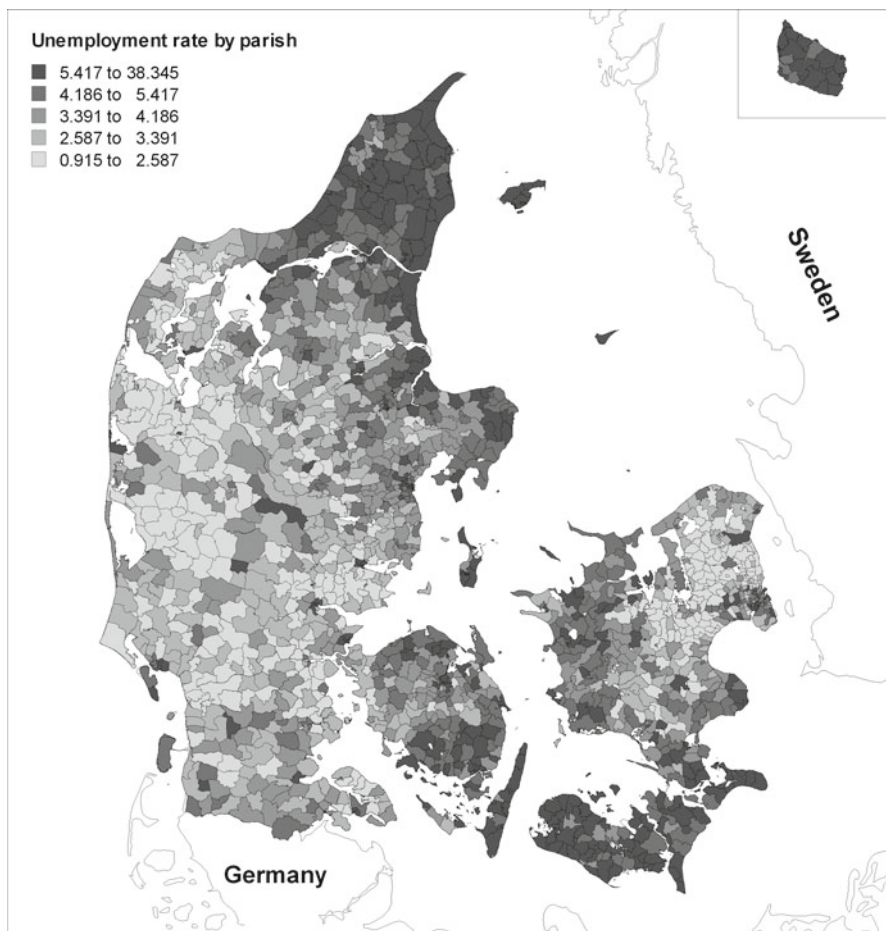 Unemployment rate by parish
5.417 to 38.345
4.186 to 5.417
3.391 to 4.186
2.587 to 3.391
0.915 to 2.587
Sweden
Germany